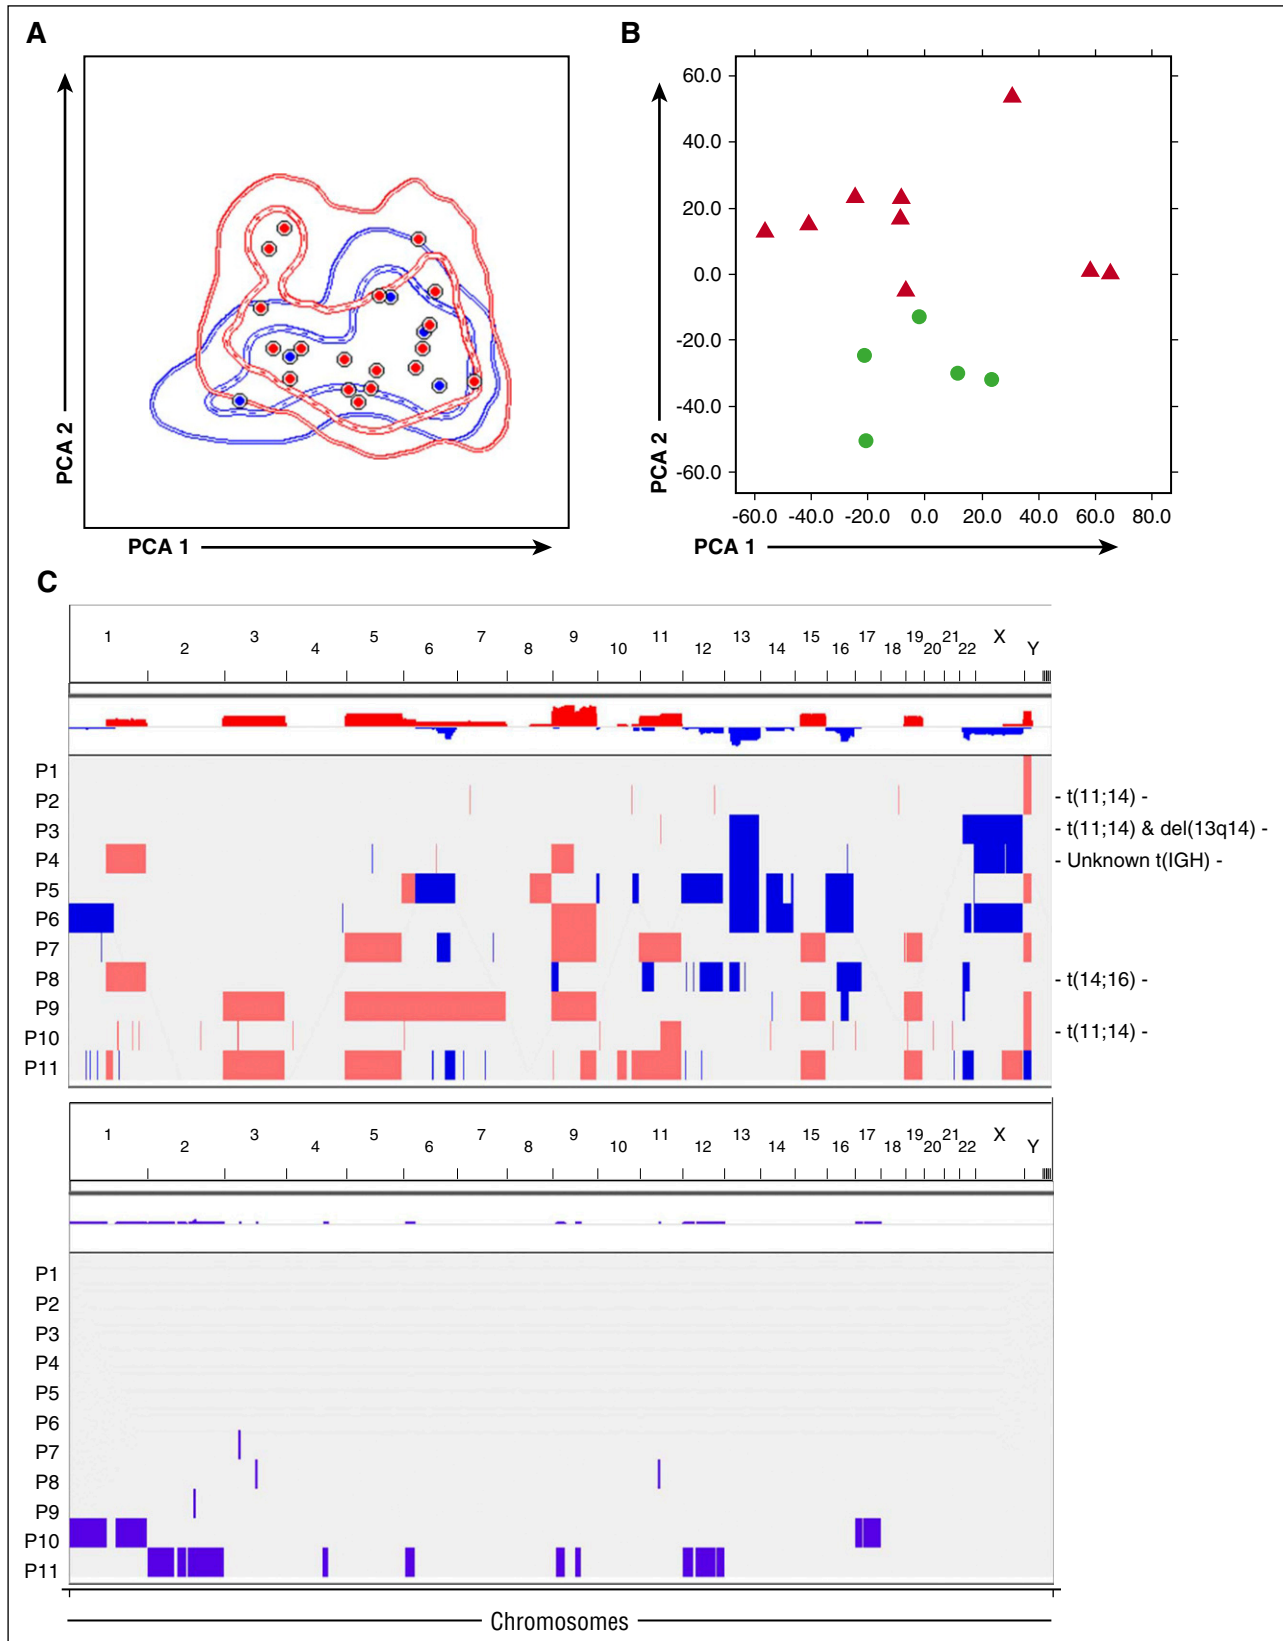 A
PCA 2
PCA 1
B
60.0
40.0
20.0
0.0
-20.0
-40.0
-60.0
PCA 2
-60.0 -40.0 -20.0 0.0 20.0 40.0 60.0 80.0
PCA 1
C
1 2 3 4 5 6 7 8 9 10 11 12 13 14 15 16 17 18 19 20 21 22 X Y
P1
P2 - t(11;14) -
P3 - t(11;14) & del(13q14) -
P4 - Unknown t(IGH) -
P5
P6
P7
P8 - t(14;16) -
P9
P10 - t(11;14) -
P11
1 2 3 4 5 6 7 8 9 10 11 12 13 14 15 16 17 18 19 20 21 22 X Y
P1
P2
P3
P4
P5
P6
P7
P8
P9
P10
P11
Chromosomes